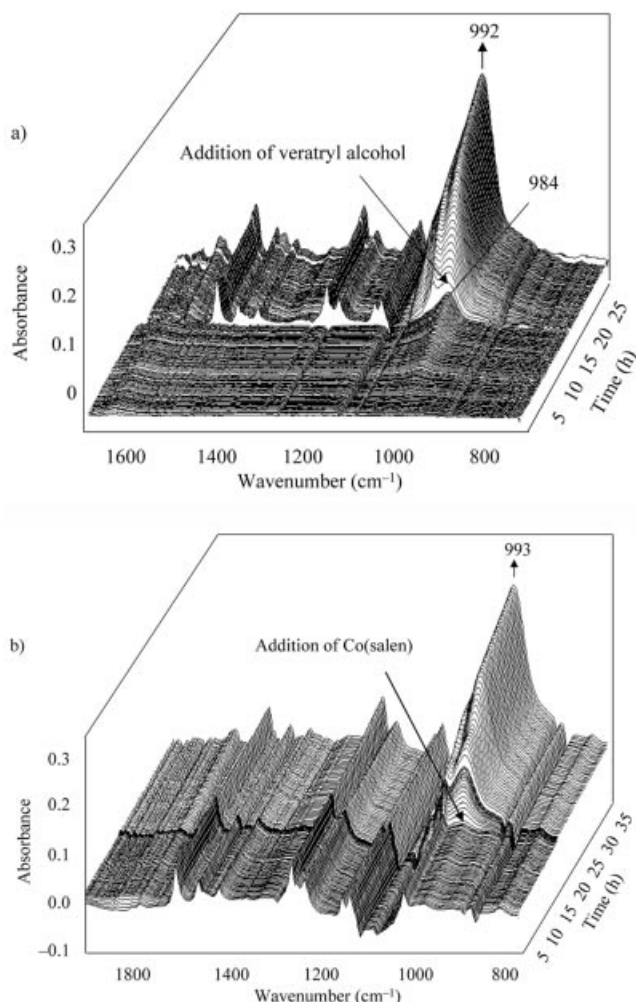 992
a)
Addition of veratryl alcohol
984
0.3
0.2
0.1
0
Absorbance
5 10 15 20 25
Time (h)
1600 1400 1200 1000 800
Wavenumber (cm⁻¹)
993
b)
Addition of Co(salen)
0.3
0.2
0.1
0.0
–0.1
Absorbance
5 10 15 20 25 30 35
Time (h)
1800 1400 1200 1000 800
Wavenumber (cm⁻¹)